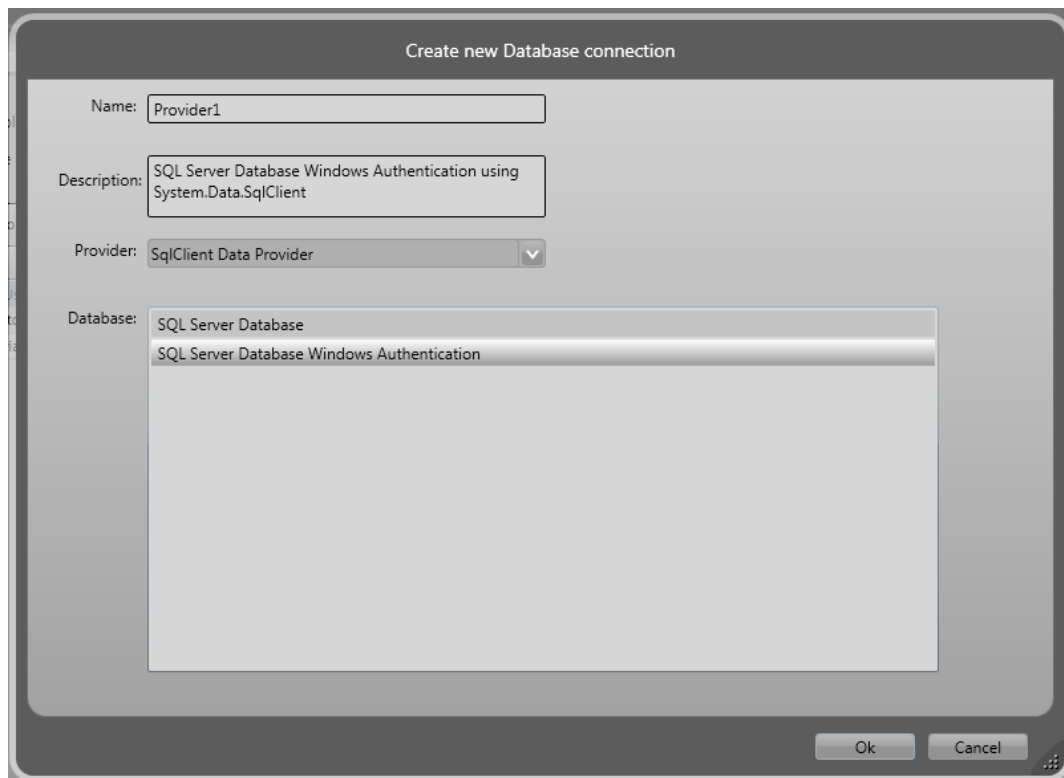 Create new Database connection
Name:
Provider1
Description:
SQL Server Database Windows Authentication using
System.Data.SqlClient
Provider:
SqlClient Data Provider
Database:
SQL Server Database
SQL Server Database Windows Authentication
Ok
Cancel